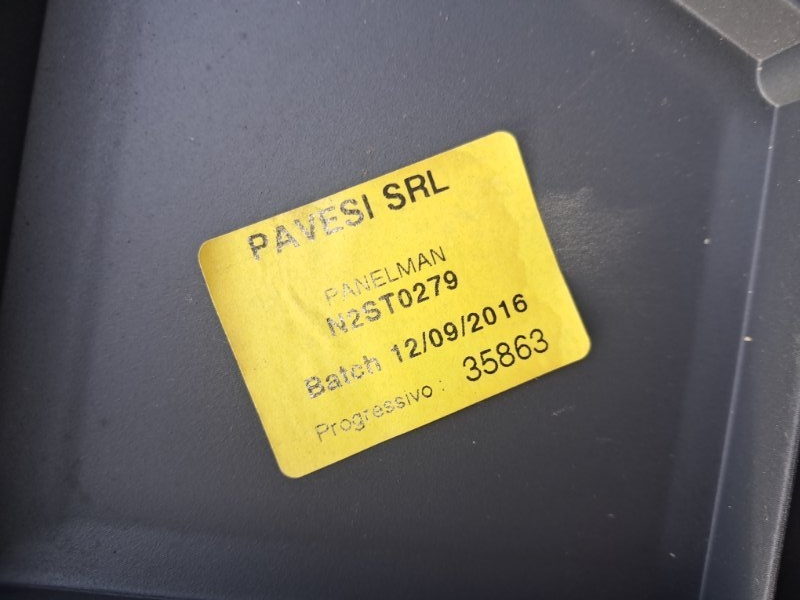 PAVESI SRL
PANELMAN
N2ST0279
Batch 12/09/2016
Progressivo : 35863